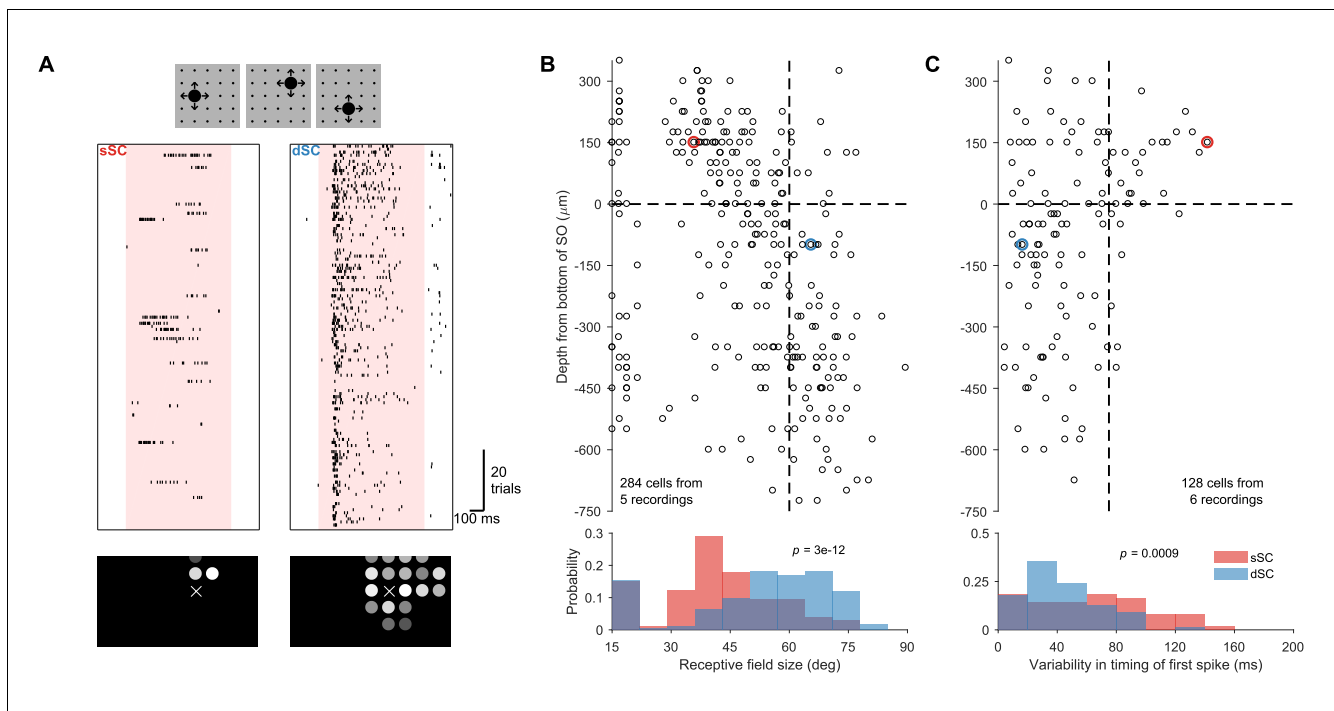 A
sSC
dSC
20
trials
100 ms
B
300
150
0
-150
-300
-450
-600
-750
Depth from bottom of SO (μm)
284 cells from
5 recordings
0.3
0.2
0.1
0
Probability
p = 3e-12
15 30 45 60 75 90
Receptive field size (deg)
C
300
150
0
-150
-300
-450
-600
-750
128 cells from
6 recordings
0.5
0.25
0
p = 0.0009
sSC
dSC
0 40 80 120 160 200
Variability in timing of first spike (ms)